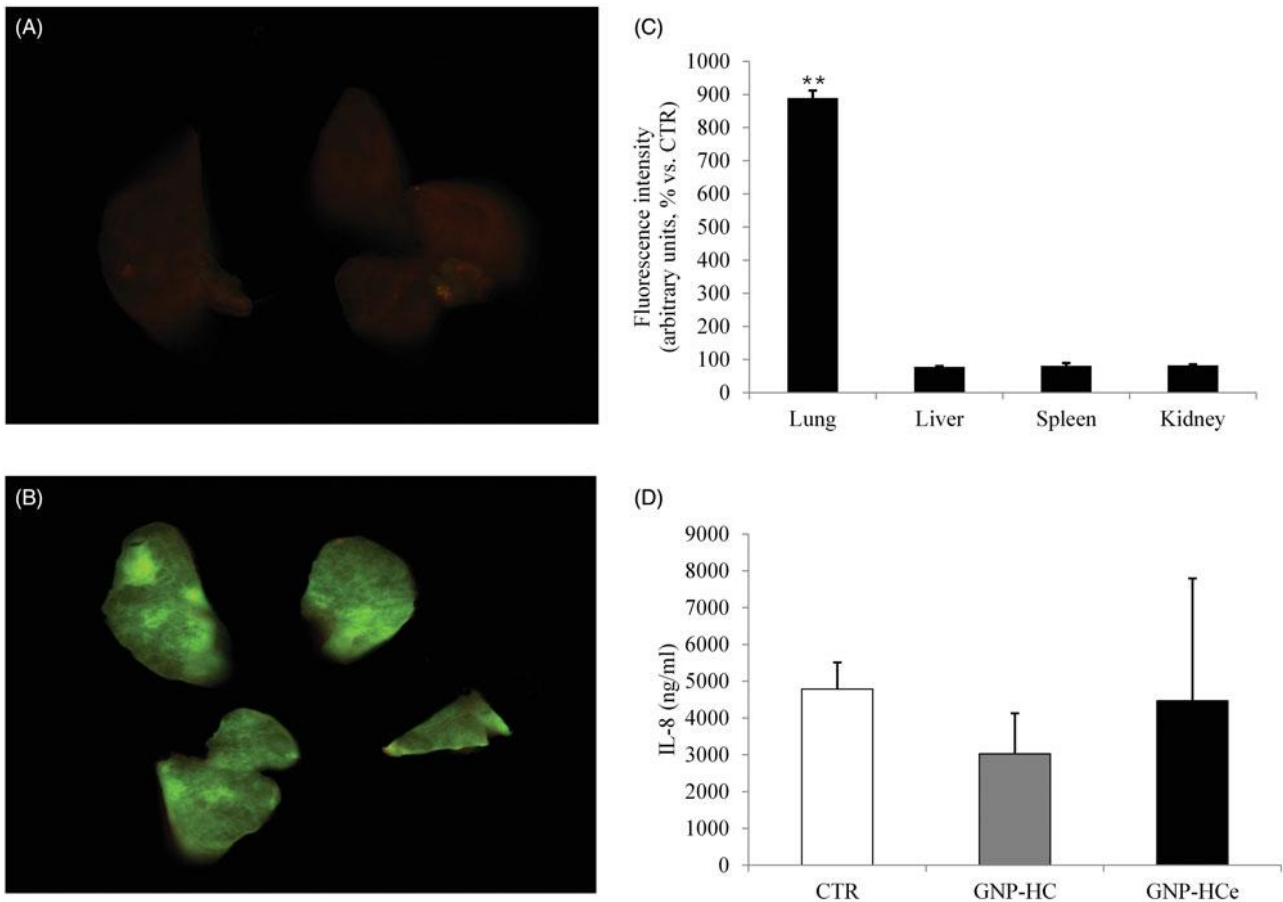 (A)
(B)
(C)
1000
900
800
700
600
500
400
300
200
100
0
Fluorescence intensity
(arbitrary units, % vs. CTR)
**
Lung Liver Spleen Kidney
(D)
9000
8000
7000
6000
5000
4000
3000
2000
1000
0
IL-8 (ng/ml)
CTR GNP-HC GNP-HCe